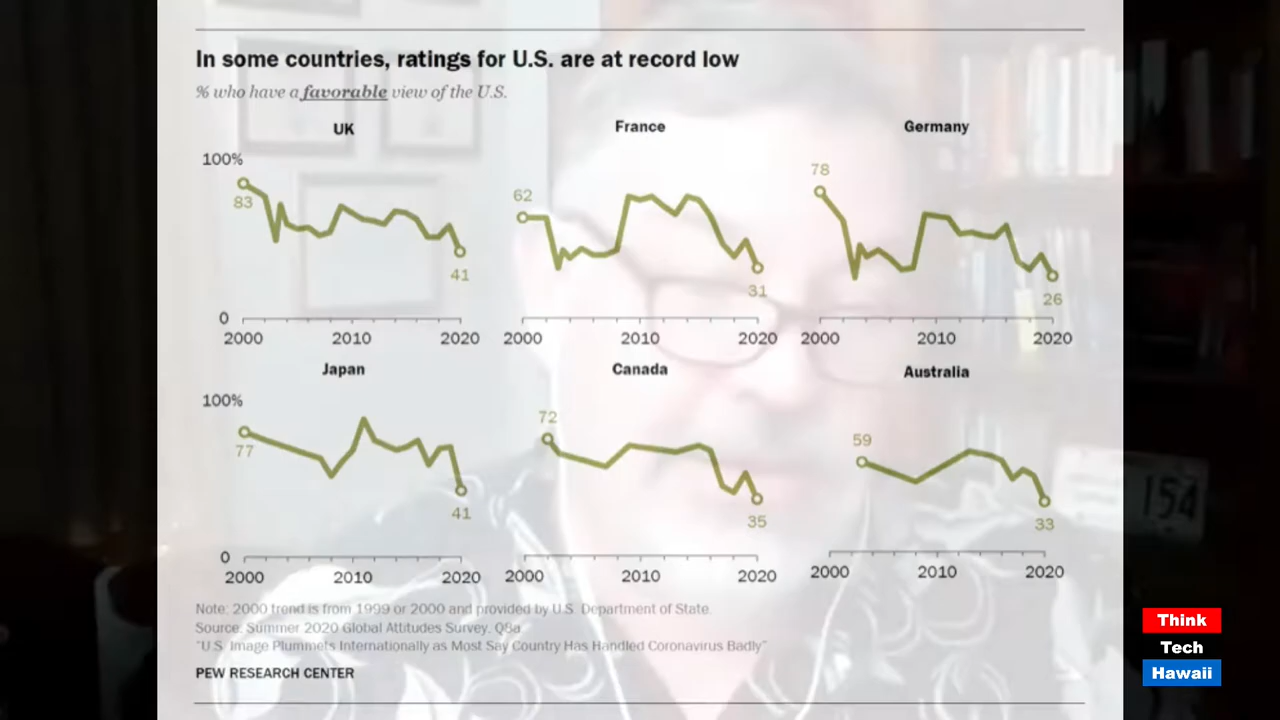 In some countries, ratings for U.S. are at record low
% who have a favorable view of the U.S.
UK
France
Germany
100%
83
41
0
2000 2010 2020
62
31
2000 2010 2020
78
26
2000 2010 2020
Japan
Canada
Australia
100%
77
41
0
2000 2010 2020
72
35
2000 2010 2020
59
33
2000 2010 2020
154
Note: 2000 trend is from 1999 or 2000 and provided by U.S. Department of State.
Source: Summer 2020 Global Attitudes Survey. Q8a
"U.S. Image Plummets Internationally as Most Say Country Has Handled Coronavirus Badly"
PEW RESEARCH CENTER
Think
Tech
Hawaii